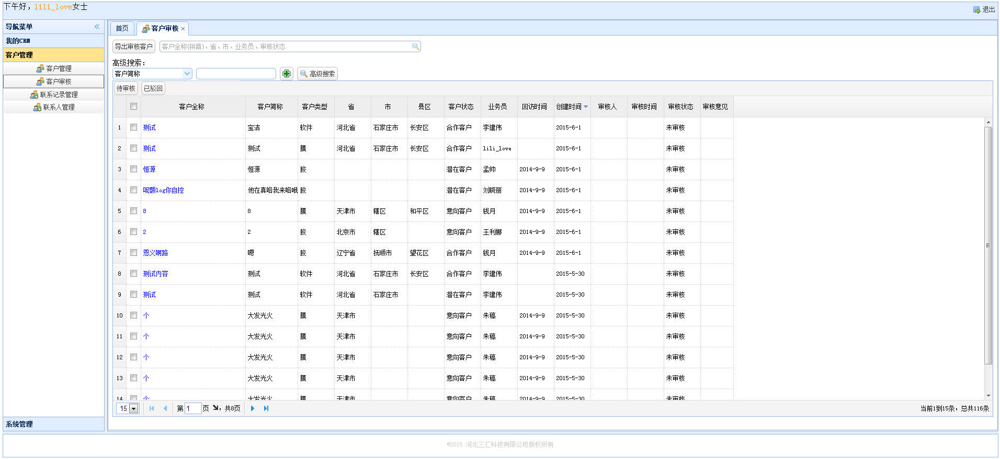 下午好，lili_love女士
退出
导航菜单
我的CRM
客户管理
客户管理
客户审核
联系记录管理
联系人管理
系统管理
首页 客户审核
导出审核客户 客户全称(拼音)、省、市、业务员、审核状态
高级搜索：
客户简称 高级搜索
待审核 已驳回
客户全称 客户简称 客户类型 省 市 县区 客户状态 业务员 回访时间 创建时间 审核人 审核时间 审核状态 审核意见
1 测试 宝洁 软件 河北省 石家庄市 长安区 合作客户 李建伟 2015-6-1 未审核
2 测试 测试 膜 河北省 石家庄市 长安区 合作客户 lili_love 2015-6-1 未审核
3 恒源 恒源 胶 潜在客户 孟帅 2014-9-9 2015-6-1 未审核
4 呢额log你自控 他在真咯我来咯哦 胶 潜在客户 刘晓丽 2014-9-9 2015-6-1 未审核
5 8 8 膜 天津市 辖区 和平区 意向客户 钱月 2014-9-9 2015-6-1 未审核
6 2 2 胶 北京市 辖区 意向客户 王利娜 2014-9-9 2015-6-1 未审核
7 恩义啊路 嗯 胶 辽宁省 抚顺市 望花区 合作客户 钱月 2014-9-9 2015-6-1 未审核
8 测试内容 测试 软件 河北省 石家庄市 长安区 合作客户 李建伟 2015-5-30 未审核
9 测试 测试 软件 河北省 石家庄市 潜在客户 李建伟 2015-5-30 未审核
10 个 大发光火 膜 天津市 意向客户 朱稿 2014-9-9 2015-5-30 未审核
11 个 大发光火 膜 天津市 意向客户 朱稿 2014-9-9 2015-5-30 未审核
12 个 大发光火 膜 天津市 意向客户 朱稿 2014-9-9 2015-5-30 未审核
13 个 大发光火 膜 天津市 意向客户 朱稿 2014-9-9 2015-5-30 未审核
14 个 大发光火 膜 天津市 意向客户 朱稿 2014-9-9 2015-5-30 未审核
15 第 1 页 ，共8页 当前1到15条，总共116条
©2015 河北三汇科技有限公司版权所有